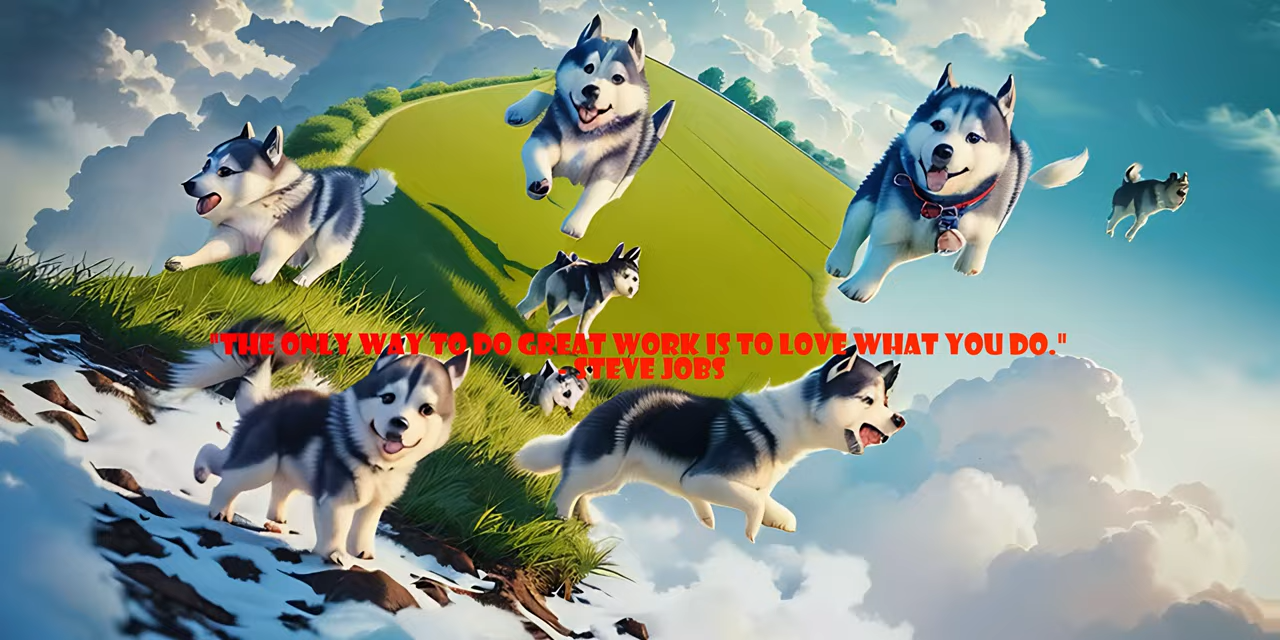 "THE ONLY WAY TO DO GREAT WORK IS TO LOVE WHAT YOU DO."
- STEVE JOBS